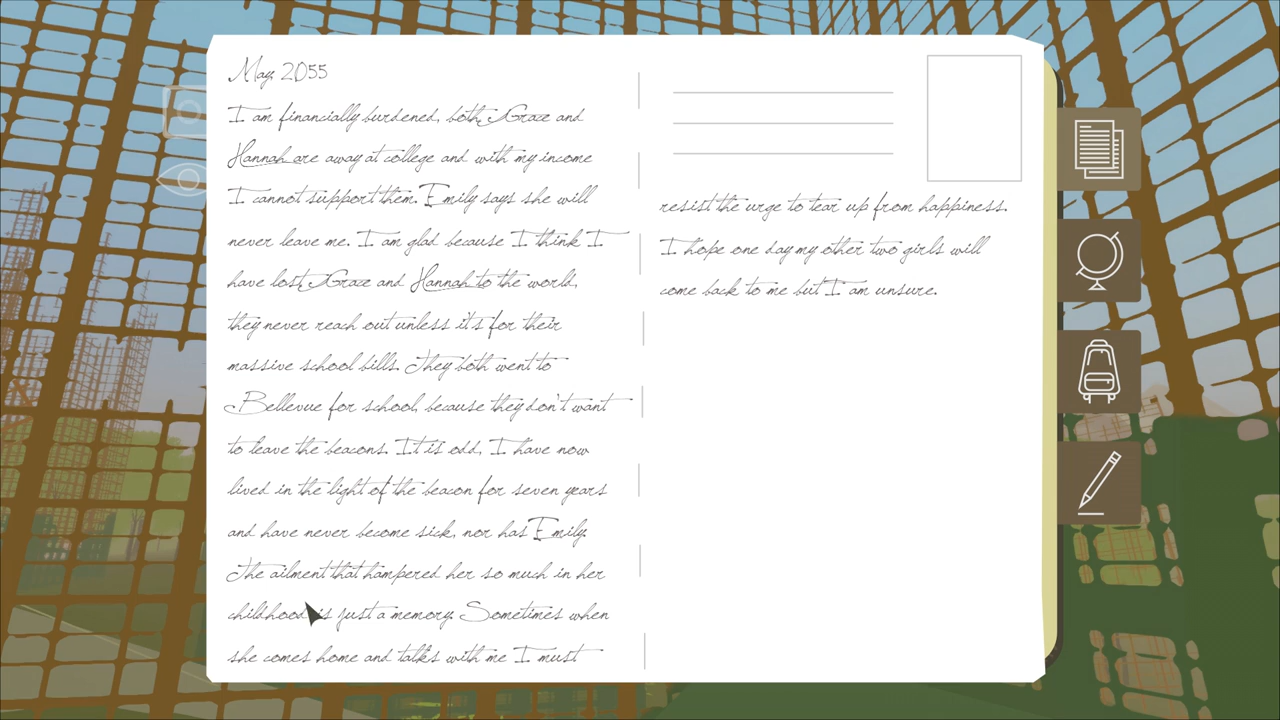 May, 2055
I am financially burdened, both Grace and
Hannah are away at college and with my income
I cannot support them. Emily says she will
never leave me. I am glad because I think I
have lost Grace and Hannah to the world,
they never reach out unless it's for their
massive school bills. They both went to
Bellevue for school, because they don't want
to leave the beacons. It is odd, I have now
lived in the light of the beacon for seven years
and have never become sick, nor has Emily.
The ailment that hampered her so much in her
childhood is just a memory. Sometimes when
she comes home and talks with me I must
resist the urge to tear up from happiness.
I hope one day my other two girls will
come back to me but I am unsure.